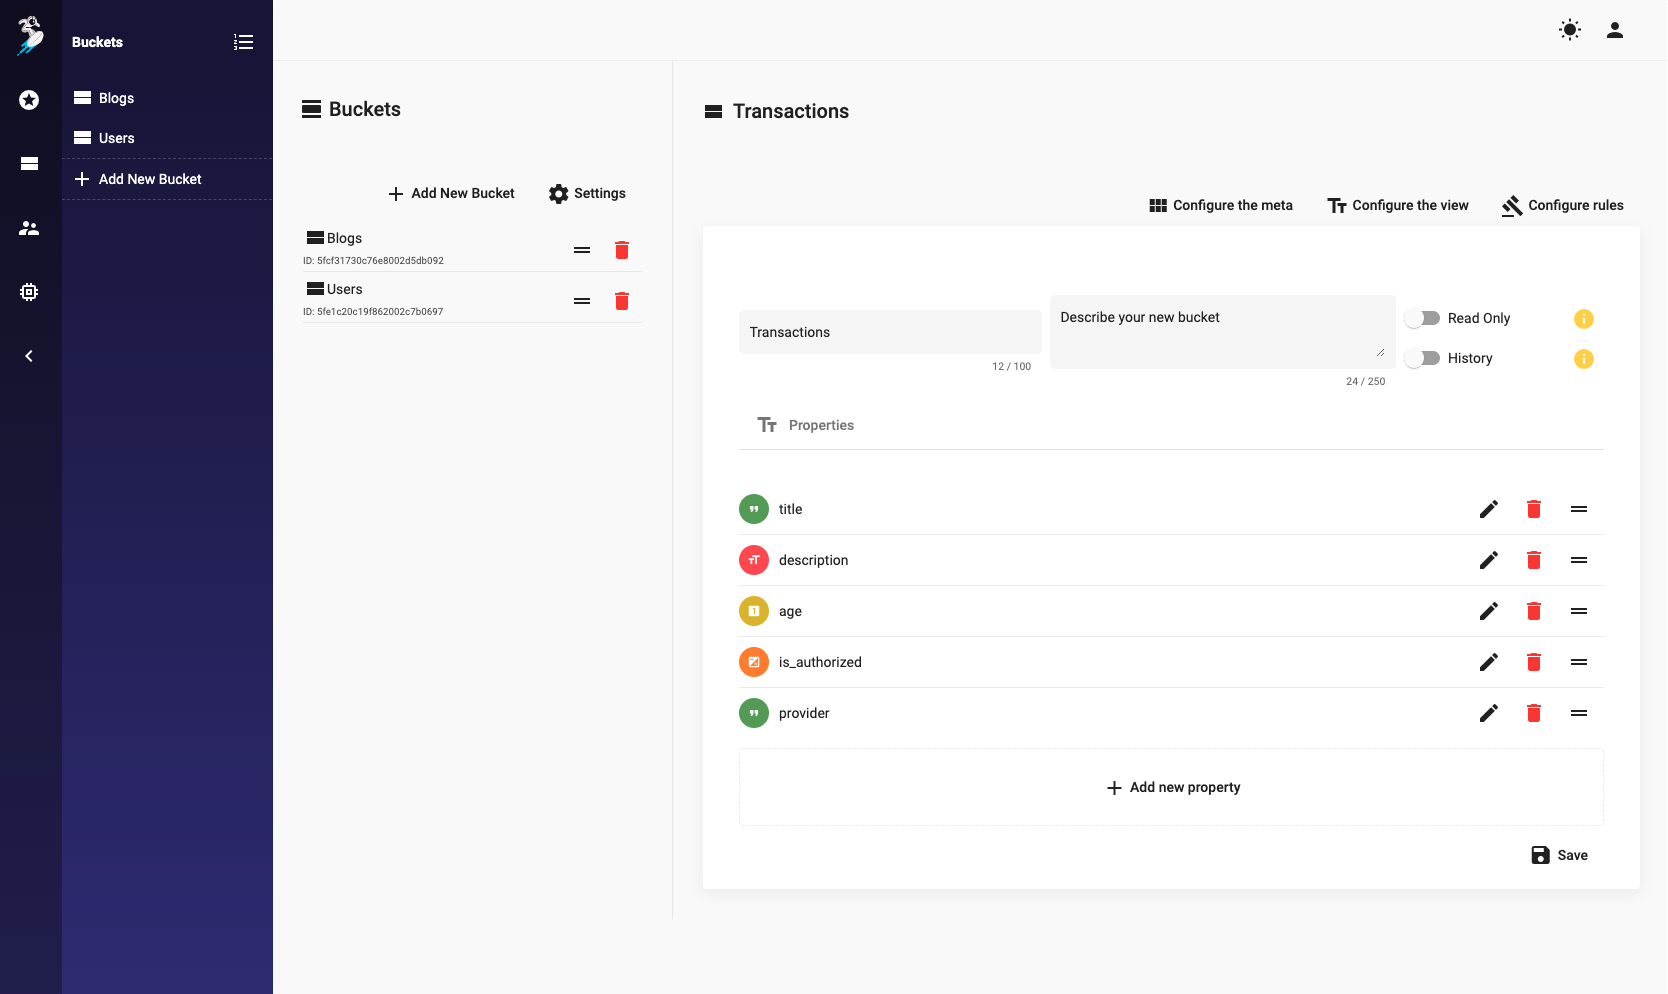 Buckets
Blogs
Users
Add New Bucket
Buckets
Add New Bucket
Settings
Blogs
ID: 5fcf31730c76e8002d5db092
Users
ID: 5fe1c20c19f862002c7b0697
Transactions
Configure the meta
Configure the view
Configure rules
Transactions
12 / 100
Describe your new bucket
24 / 250
Read Only
History
Properties
title
description
age
is_authorized
provider
Add new property
Save